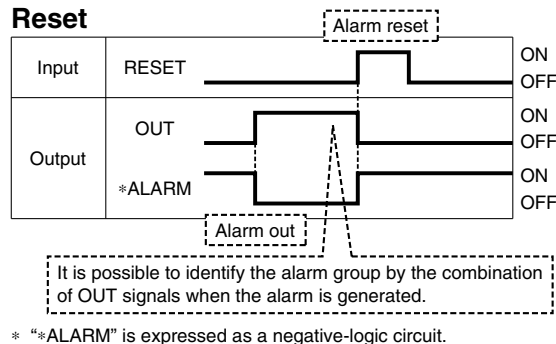 Reset
Alarm reset
Input RESET ON
OFF
Output OUT ON
OFF
*ALARM ON
OFF
Alarm out
It is possible to identify the alarm group by the combination
of OUT signals when the alarm is generated.
* “*ALARM” is expressed as a negative-logic circuit.